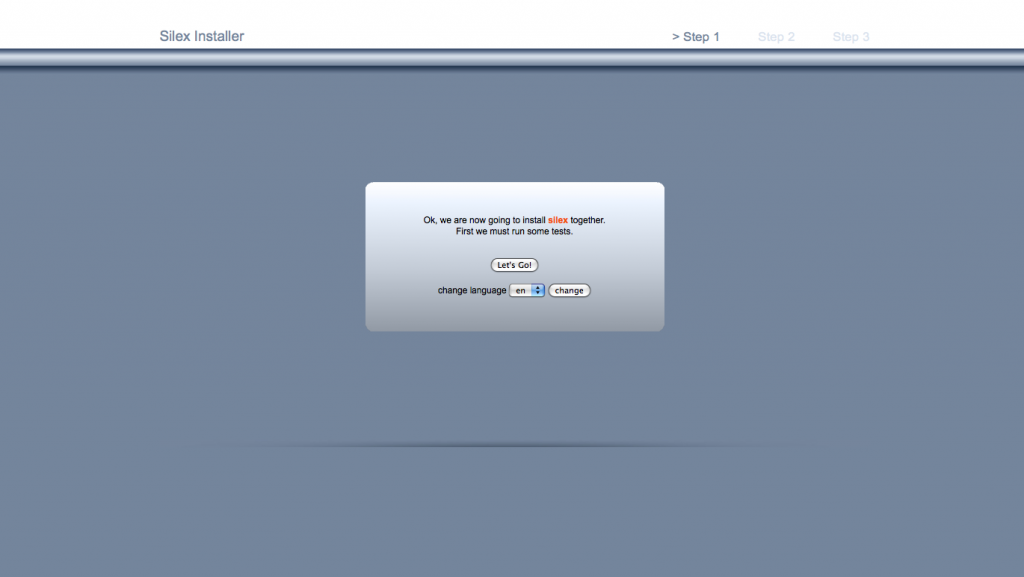 Silex Installer
> Step 1
Step 2
Step 3
Ok, we are now going to install silex together.
First we must run some tests.
Let's Go!
change language en change